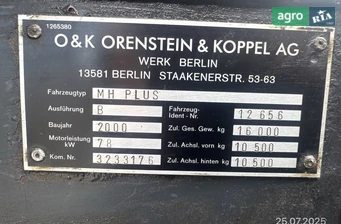 1265380
agro RIA
O&K ORENSTEIN & KOPPEL AG
WERK BERLIN
13581 BERLIN STAAKENERSTR. 53-63
Fahrzeugtyp MH PLUS
Ausführung B Fahrzeug-Ident.-Nr. 12 656
Baujahr 2000 Zul. Ges. Gew. kg 16 000
Motorleistung kW 78 Zul. Achsl. vorn kg 10 500
Kom. Nr. 3233176 Zul. Achsl. hinten kg 10 500
25.07.2025